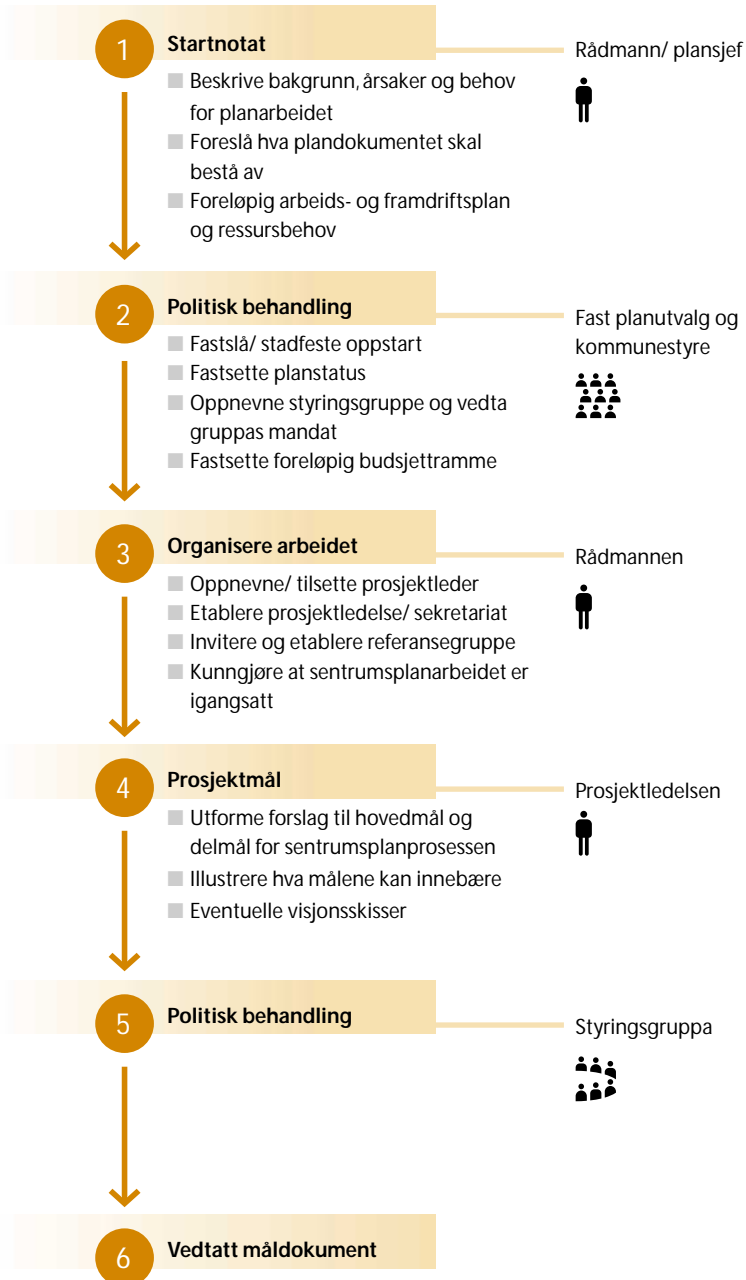 1
Startnotat
Rådmann/ plansjef
Beskrive bakgrunn, årsaker og behov
for planarbeidet
Foreslå hva plandokumentet skal
bestå av
Foreløpig arbeids- og framdriftsplan
og ressursbehov
2
Politisk behandling
Fast planutvalg og
kommunestyre
Fastslå/ stadfeste oppstart
Fastsette planstatus
Oppnevne styringsgruppe og vedta
gruppas mandat
Fastsette foreløpig budsjettramme
3
Organisere arbeidet
Rådmannen
Oppnevne/ tilsette prosjektleder
Etablere prosjektledelse/ sekretariat
Invitere og etablere referansegruppe
Kunngjøre at sentrumsplanarbeidet er
igangsatt
4
Prosjektmål
Prosjektledelsen
Utforme forslag til hovedmål og
delmål for sentrumsplanprosessen
Illustrere hva målene kan innebære
Eventuelle visjonsskisser
5
Politisk behandling
Styringsgruppa
6
Vedtatt måldokument